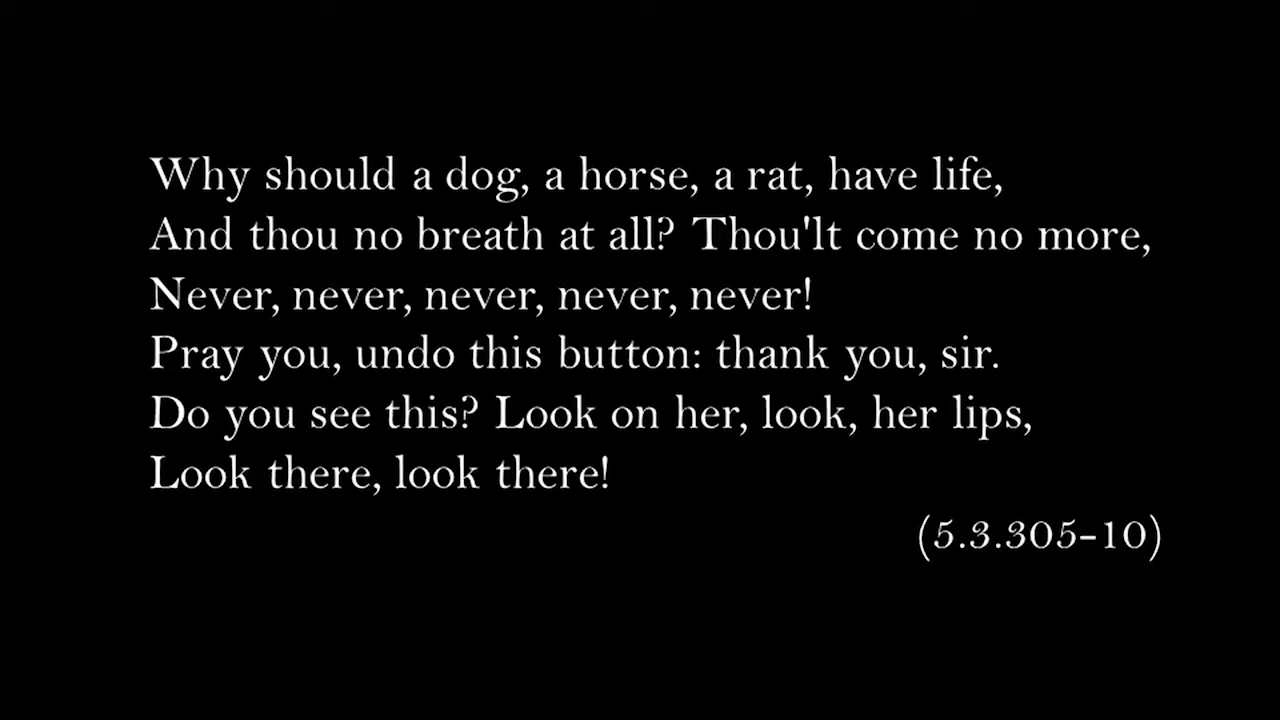 Why should a dog, a horse, a rat, have life,
And thou no breath at all? Thou'lt come no more,
Never, never, never, never, never!
Pray you, undo this button: thank you, sir.
Do you see this? Look on her, look, her lips,
Look there, look there!
(5.3.305-10)